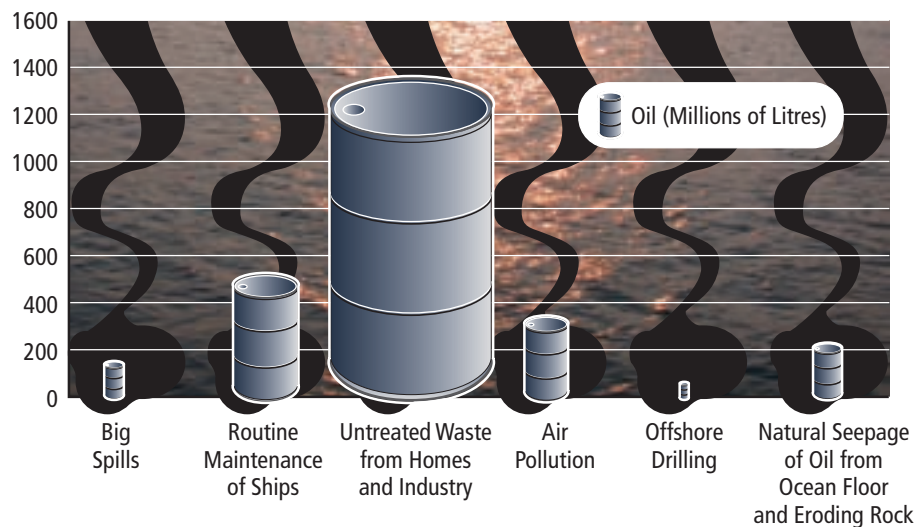 1600
1400
1200
1000
800
600
400
200
0
Oil (Millions of Litres)
Big
Spills
Routine
Maintenance
of Ships
Untreated Waste
from Homes
and Industry
Air
Pollution
Offshore
Drilling
Natural Seepage
of Oil from
Ocean Floor
and Eroding Rock